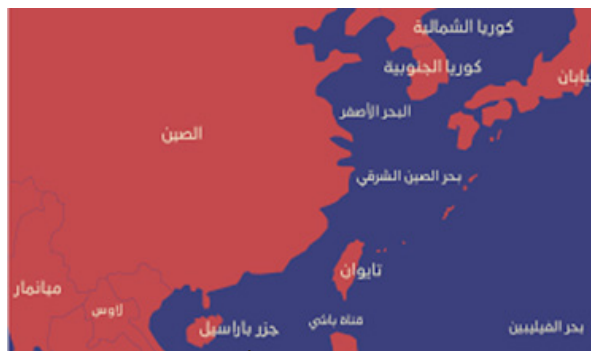 كوريا الشمالية
كوريا الجنوبية
يابان
البحر الأصفر
الصين
بحر الصين الشرقي
تايوان
ميانمار
لاوس
جزر باراسيل
قناة باشي
بحر الفيليبين